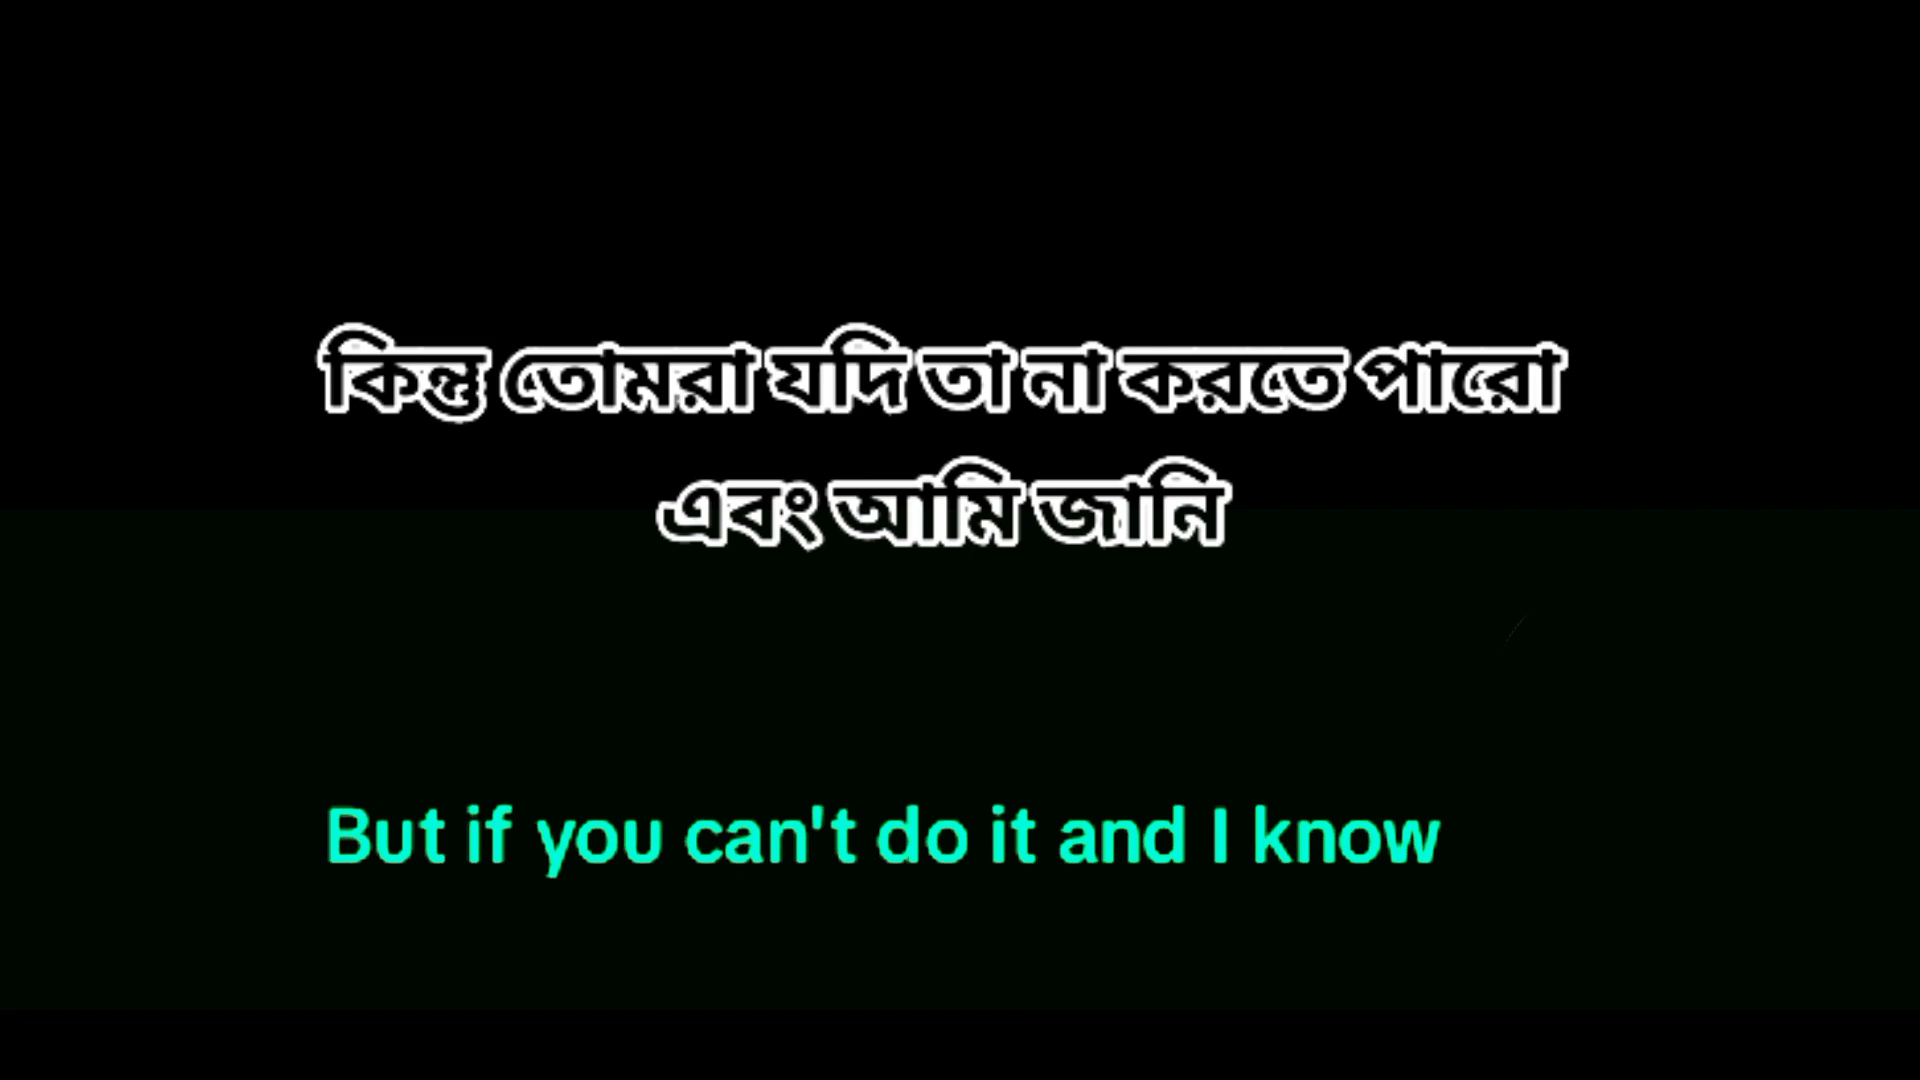 কিন্তু তোমরা যদি তা না করতে পারো
এবং আমি জানি
But if you can't do it and I know